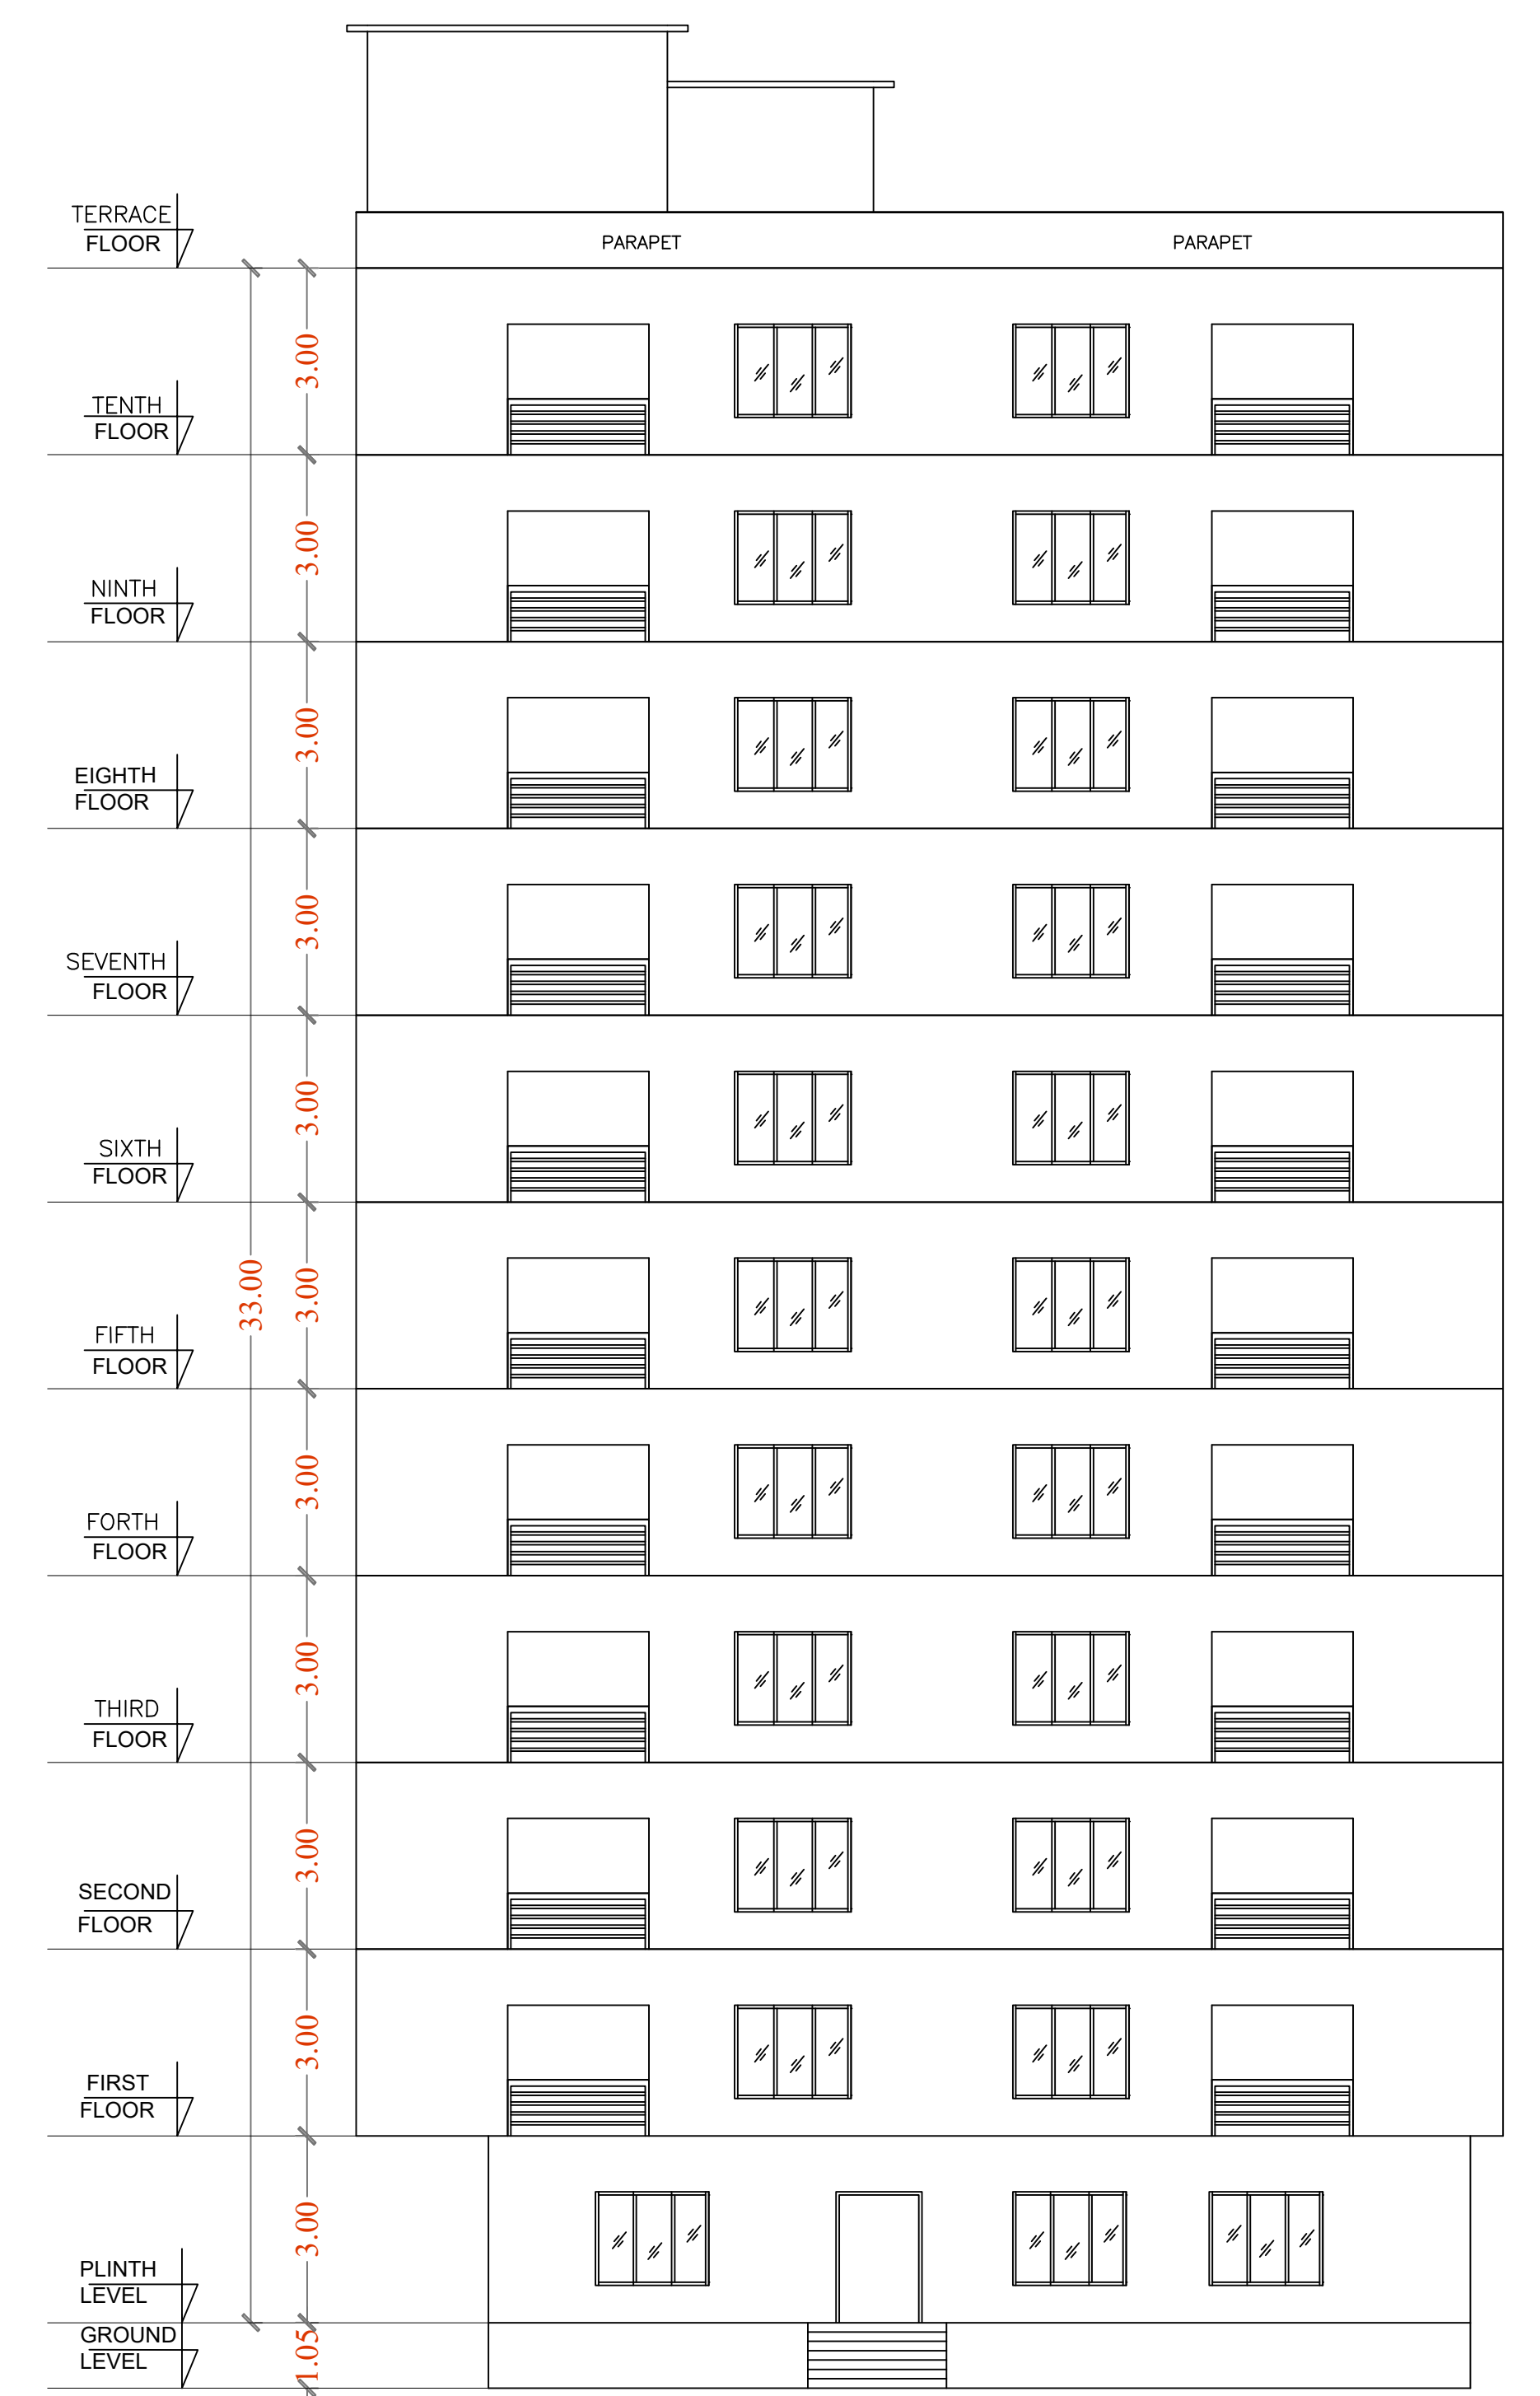 TERRACE
FLOOR
PARAPET
PARAPET
3.00
TENTH
FLOOR
3.00
NINTH
FLOOR
3.00
EIGHTH
FLOOR
3.00
SEVENTH
FLOOR
3.00
SIXTH
FLOOR
33.00
3.00
FIFTH
FLOOR
3.00
FORTH
FLOOR
3.00
THIRD
FLOOR
3.00
SECOND
FLOOR
3.00
FIRST
FLOOR
3.00
PLINTH
LEVEL
GROUND
LEVEL
1.05